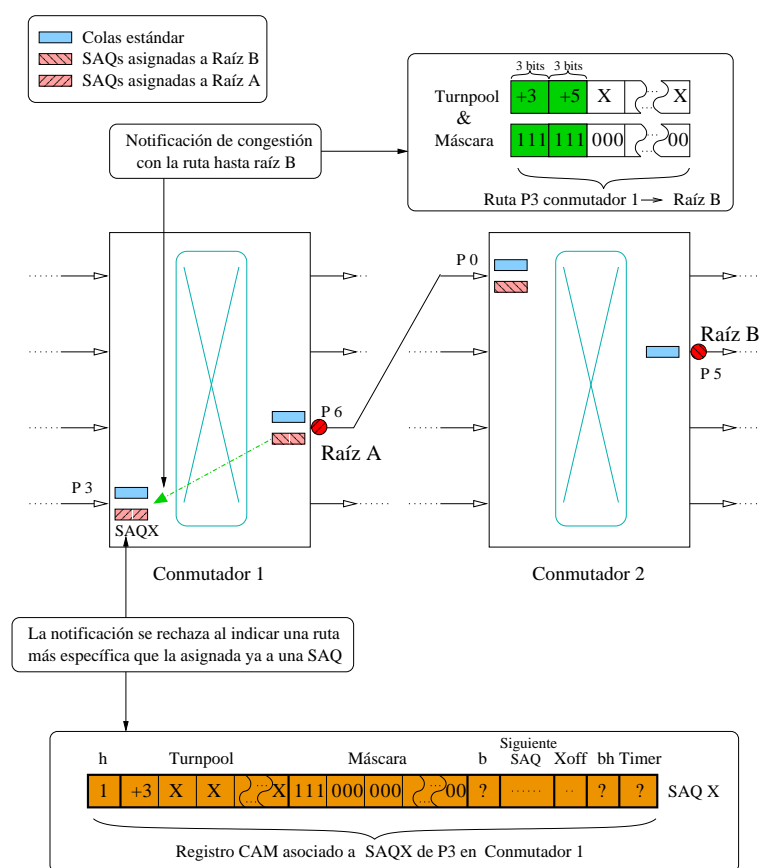 Colas estándar
SAQs asignadas a Raíz B
SAQs asignadas a Raíz A
Notificación de congestión
con la ruta hasta raíz B
3 bits 3 bits
Turnpool
&
Máscara
+3 +5 X ...... X
111 111 000 ...... 00
Ruta P3 conmutador 1 → Raíz B
P 0
Raíz B
P 5
P 6
Raíz A
P 3
SAQX
Conmutador 1
Conmutador 2
La notificación se rechaza al indicar una ruta
más específica que la asignada ya a una SAQ
h Turnpool Máscara b Siguiente SAQ Xoff bh Timer
1 +3 X X ...... X 111 000 000 ...... 00 ? ...... .. ? ? SAQ X
Registro CAM asociado a SAQX de P3 en Conmutador 1